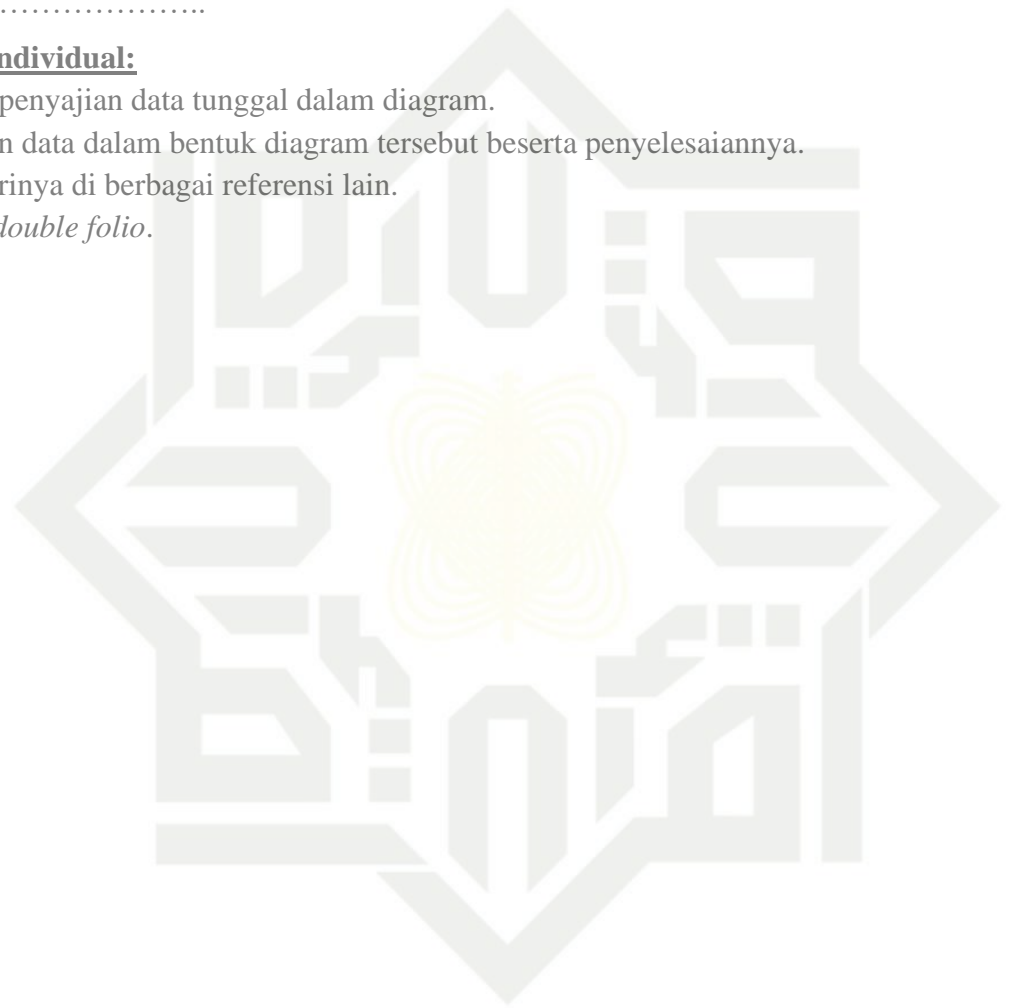 ………………..
ndividual:
penyajian data tunggal dalam diagram.
n data dalam bentuk diagram tersebut beserta penyelesaiannya.
rinya di berbagai referensi lain.
double folio.